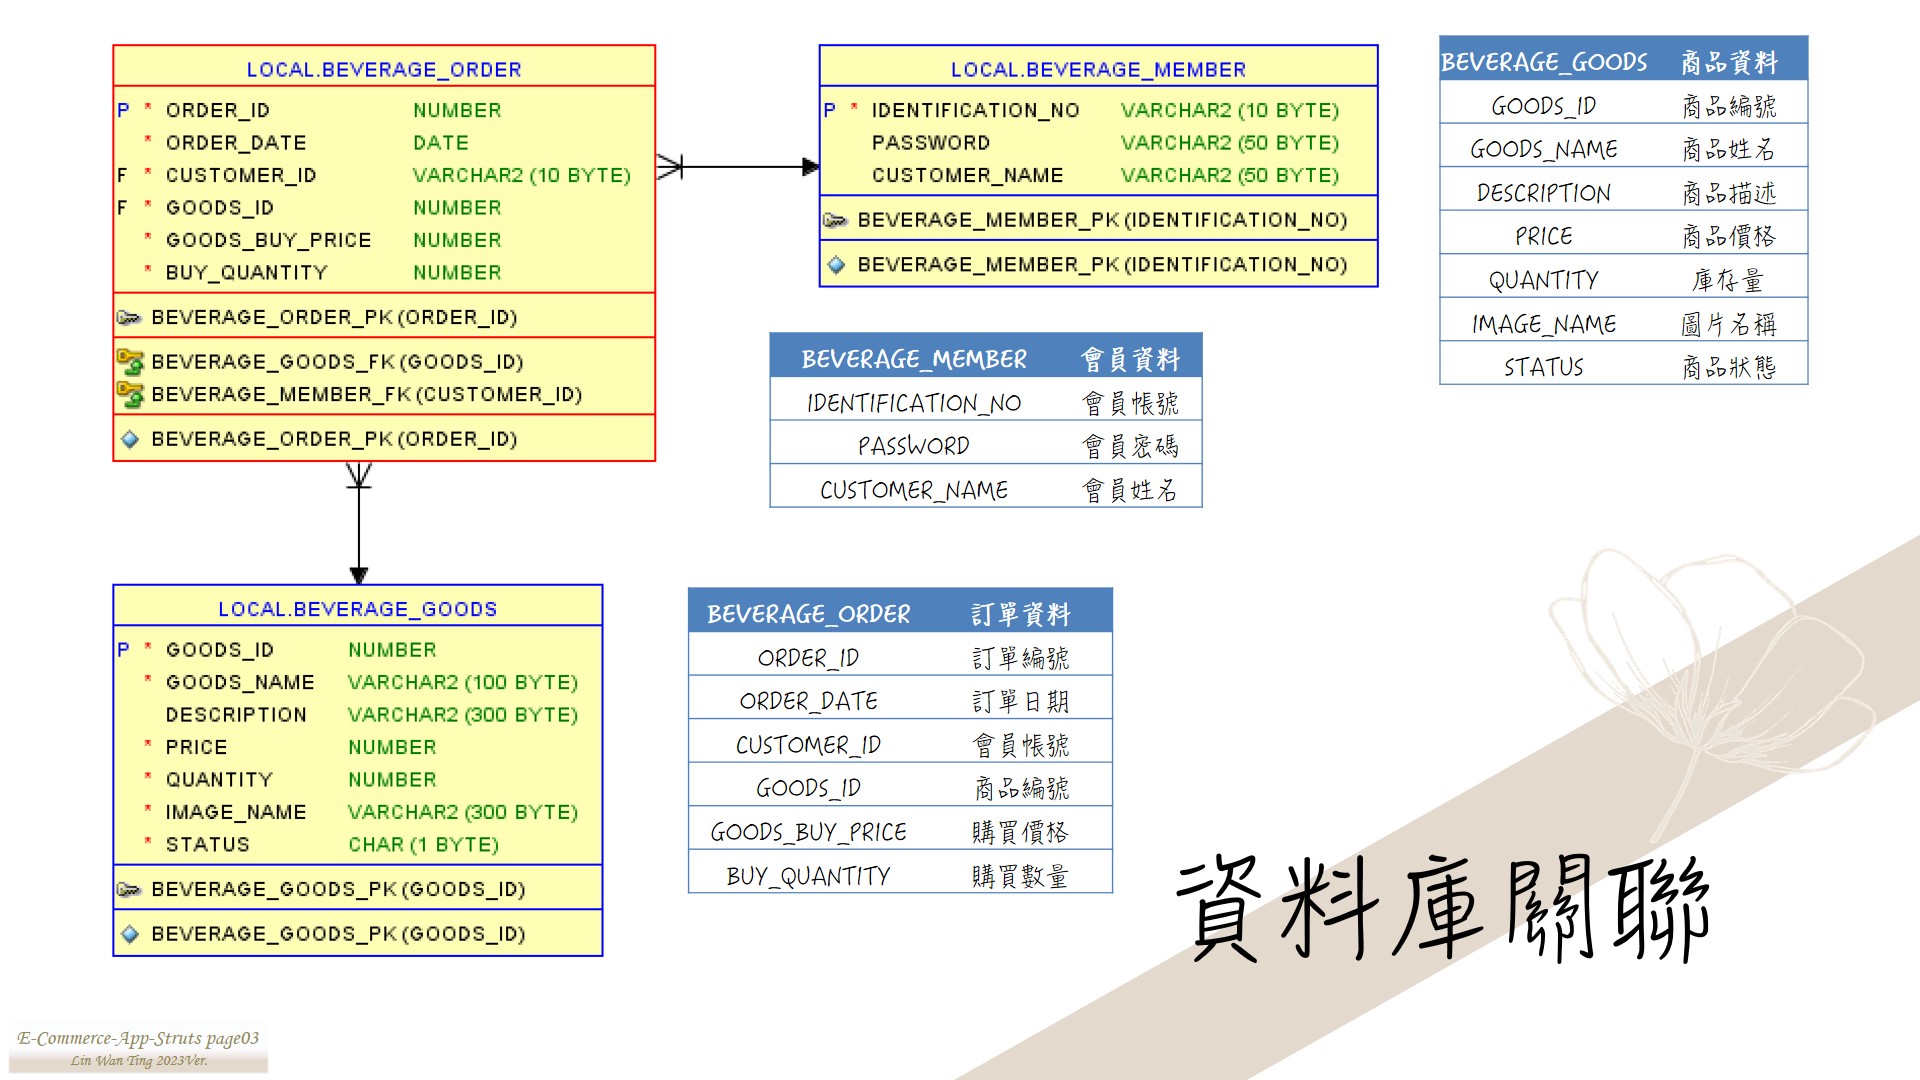 LOCAL.BEVERAGE_ORDER
P * ORDER_ID NUMBER
* ORDER_DATE DATE
F * CUSTOMER_ID VARCHAR2 (10 BYTE)
F * GOODS_ID NUMBER
* GOODS_BUY_PRICE NUMBER
* BUY_QUANTITY NUMBER
BEVERAGE_ORDER_PK (ORDER_ID)
BEVERAGE_GOODS_FK (GOODS_ID)
BEVERAGE_MEMBER_FK (CUSTOMER_ID)
BEVERAGE_ORDER_PK (ORDER_ID)
LOCAL.BEVERAGE_MEMBER
P * IDENTIFICATION_NO VARCHAR2 (10 BYTE)
PASSWORD VARCHAR2 (50 BYTE)
CUSTOMER_NAME VARCHAR2 (50 BYTE)
BEVERAGE_MEMBER_PK (IDENTIFICATION_NO)
BEVERAGE_MEMBER_PK (IDENTIFICATION_NO)
BEVERAGE_GOODS 商品資料
GOODS_ID 商品編號
GOODS_NAME 商品姓名
DESCRIPTION 商品描述
PRICE 商品價格
QUANTITY 庫存量
IMAGE_NAME 圖片名稱
STATUS 商品狀態
BEVERAGE_MEMBER 會員資料
IDENTIFICATION_NO 會員帳號
PASSWORD 會員密碼
CUSTOMER_NAME 會員姓名
LOCAL.BEVERAGE_GOODS
P * GOODS_ID NUMBER
* GOODS_NAME VARCHAR2 (100 BYTE)
DESCRIPTION VARCHAR2 (300 BYTE)
* PRICE NUMBER
* QUANTITY NUMBER
* IMAGE_NAME VARCHAR2 (300 BYTE)
* STATUS CHAR (1 BYTE)
BEVERAGE_GOODS_PK (GOODS_ID)
BEVERAGE_GOODS_PK (GOODS_ID)
BEVERAGE_ORDER 訂單資料
ORDER_ID 訂單編號
ORDER_DATE 訂單日期
CUSTOMER_ID 會員帳號
GOODS_ID 商品編號
GOODS_BUY_PRICE 購買價格
BUY_QUANTITY 購買數量
資料庫關聯
E-Commerce-App-Struts page03
Lin Wan Ting 2023Ver.